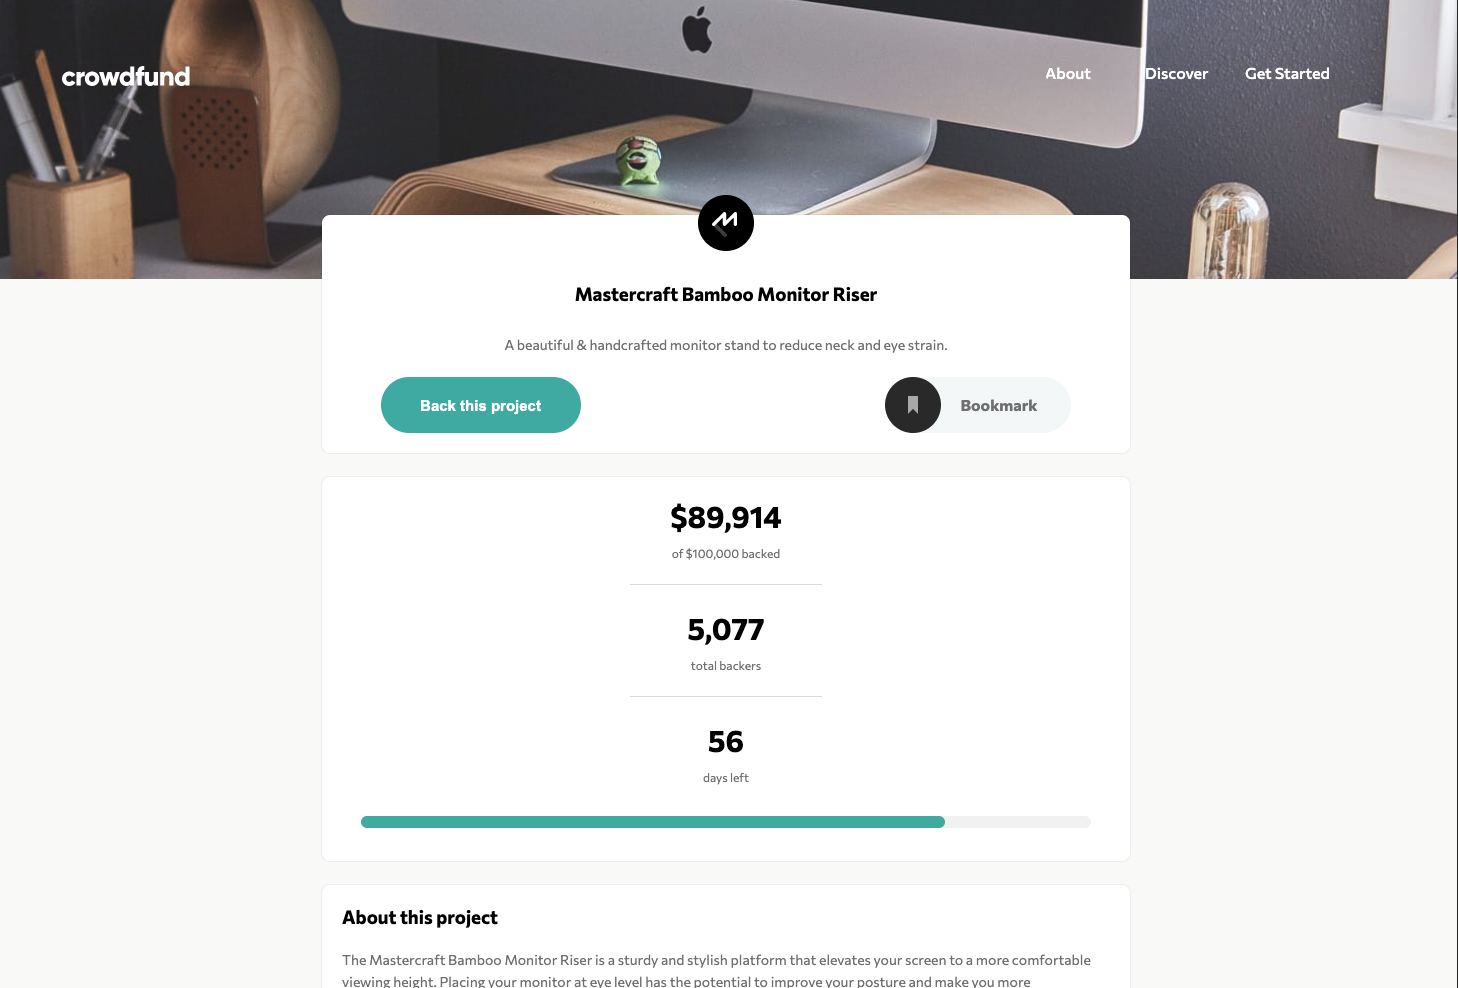 crowdfund
About Discover Get Started
Mastercraft Bamboo Monitor Riser
A beautiful & handcrafted monitor stand to reduce neck and eye strain.
Back this project
Bookmark
$89,914
of $100,000 backed
5,077
total backers
56
days left
About this project
The Mastercraft Bamboo Monitor Riser is a sturdy and stylish platform that elevates your screen to a more comfortable
viewing height. Placing your monitor at eye level has the potential to improve your posture and make you more